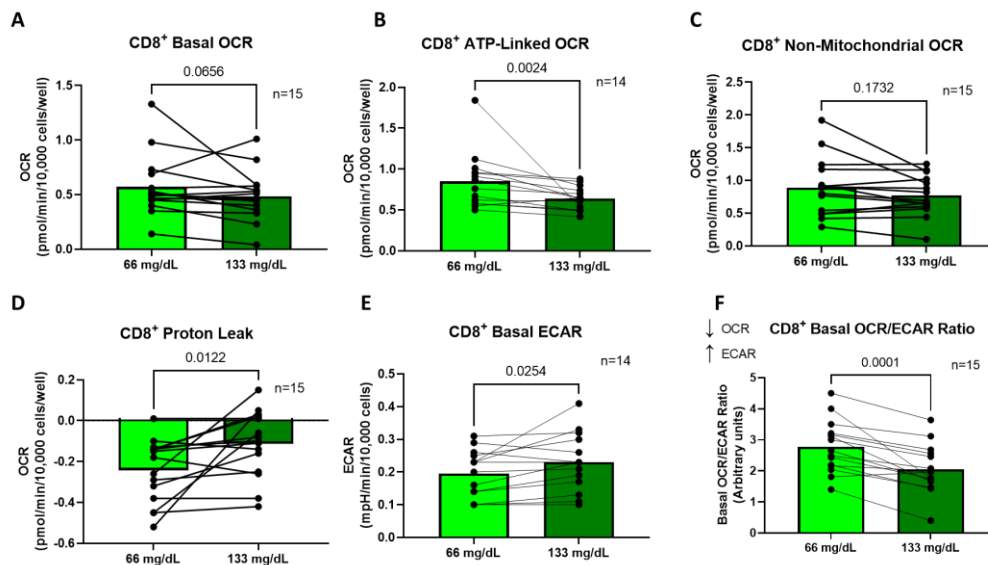 A
CD8⁺ Basal OCR
0.0656
n=15
1.5
1.0
0.5
0.0
OCR
(pmol/min/10,000 cells/well)
66 mg/dL
133 mg/dL
B
CD8⁺ ATP-Linked OCR
0.0024
n=14
2.0
1.5
1.0
0.5
0.0
OCR
(pmol/min/10,000 cells/well)
66 mg/dL
133 mg/dL
C
CD8⁺ Non-Mitochondrial OCR
0.1732
n=15
2.5
2.0
1.5
1.0
0.5
0.0
OCR
(pmol/min/10,000 cells/well)
66 mg/dL
133 mg/dL
D
CD8⁺ Proton Leak
0.0122
n=15
0.2
0.0
-0.2
-0.4
-0.6
OCR
(pmol/min/10,000 cells/well)
66 mg/dL
133 mg/dL
E
CD8⁺ Basal ECAR
0.0254
n=14
0.5
0.4
0.3
0.2
0.1
0.0
ECAR
(mpH/min/10,000 cells)
66 mg/dL
133 mg/dL
F
↓ OCR
↑ ECAR
CD8⁺ Basal OCR/ECAR Ratio
0.0001
n=15
5
4
3
2
1
0
Basal OCR/ECAR Ratio
(Arbitrary units)
66 mg/dL
133 mg/dL